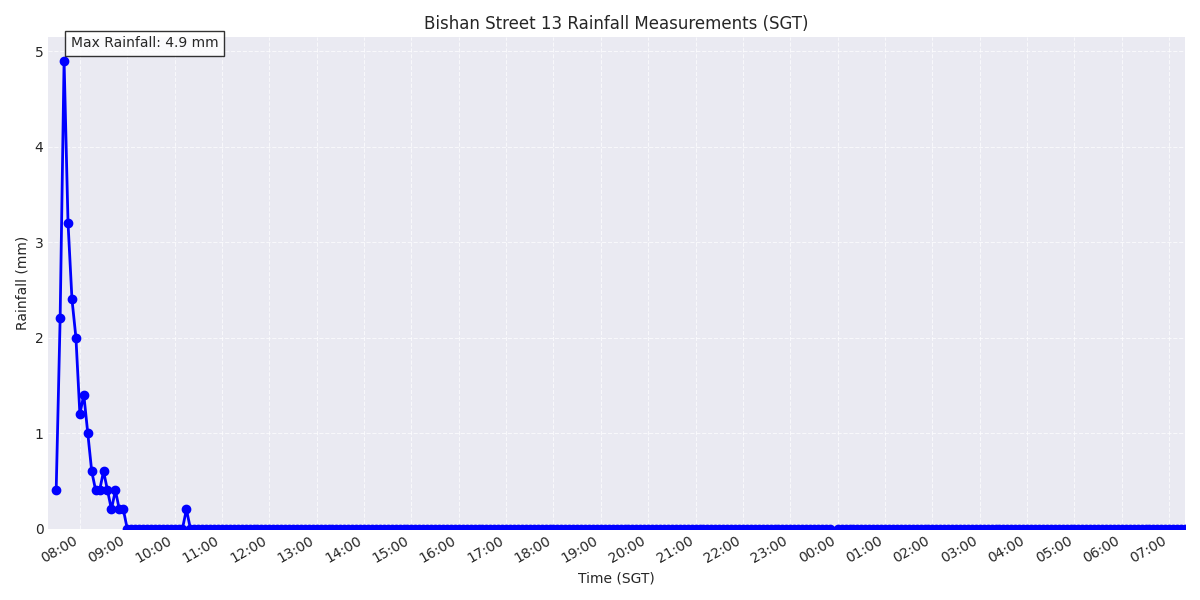 Bishan Street 13 Rainfall Measurements (SGT)
Max Rainfall: 4.9 mm
5
4
3
2
1
0
Rainfall (mm)
08:00 09:00 10:00 11:00 12:00 13:00 14:00 15:00 16:00 17:00 18:00 19:00 20:00 21:00 22:00 23:00 00:00 01:00 02:00 03:00 04:00 05:00 06:00 07:00
Time (SGT)